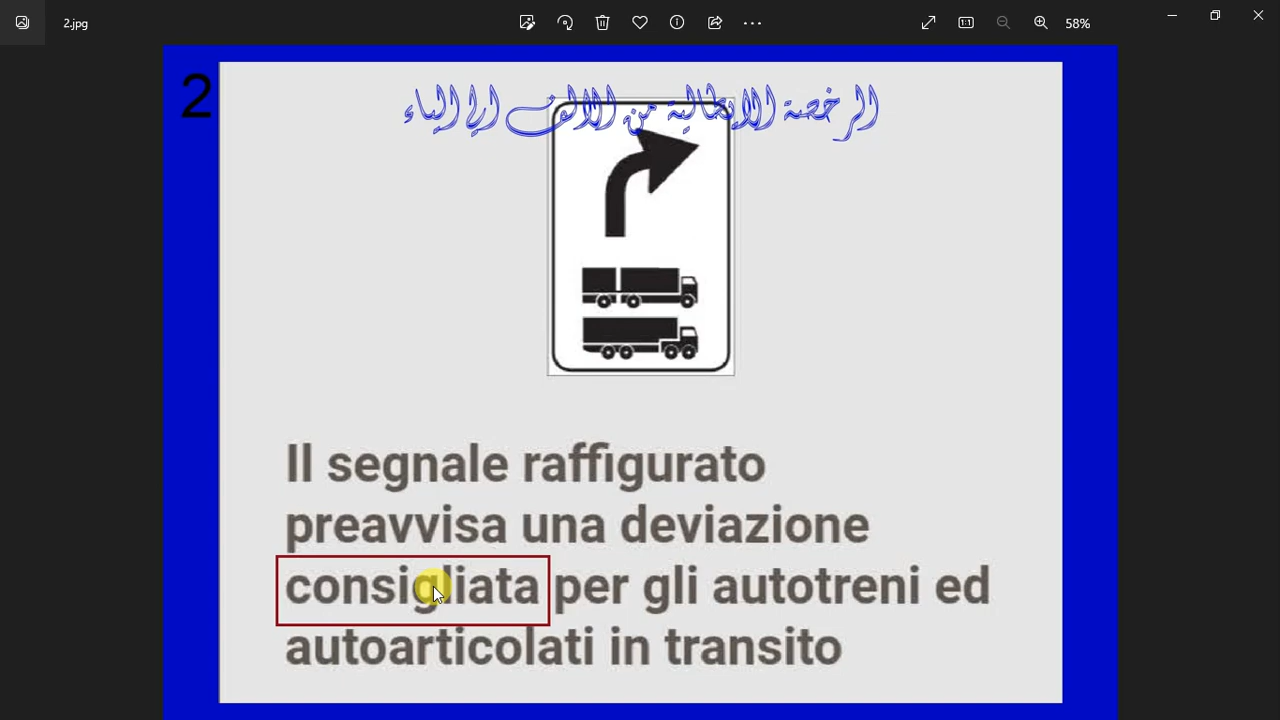 2.jpg
58%
2
الرخصة الايطالية من الالف الى الياء
Il segnale raffigurato
preavvisa una deviazione
consigliata per gli autotreni ed
autoarticolati in transito